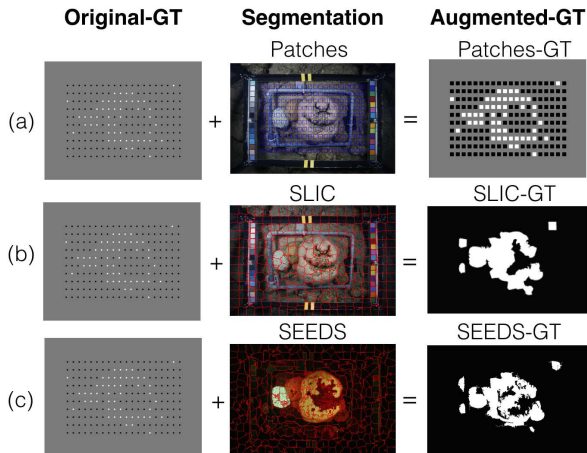 Original-GT Segmentation Augmented-GT
Patches Patches-GT
(a) + =
SLIC SLIC-GT
(b) + =
SEEDS SEEDS-GT
(c) + =